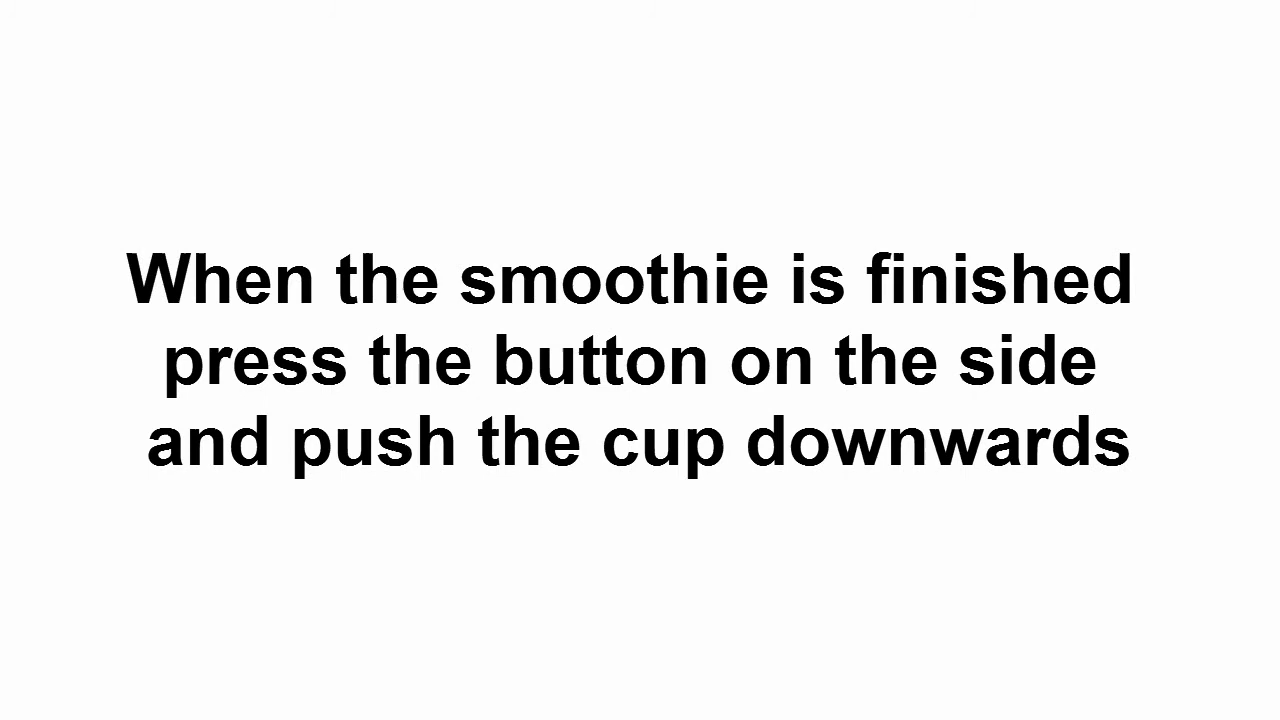 When the smoothie is finished
press the button on the side
and push the cup downwards